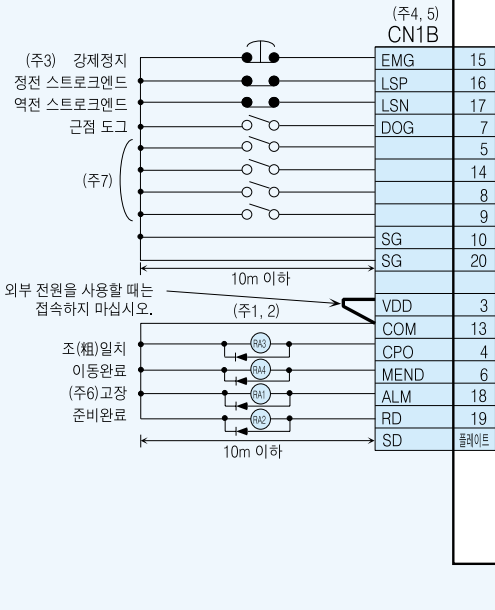 (주4, 5)
CN1B
(주3) 강제정지
EMG 15
정전 스트로크엔드
LSP 16
역전 스트로크엔드
LSN 17
근점 도그
DOG 7
5
14
(주7)
8
9
SG 10
SG 20
10m 이하
외부 전원을 사용할 때는
접속하지 마십시오.
(주1, 2)
VDD 3
COM 13
조(粗)일치
RA3
CPO 4
이동완료
RA4
MEND 6
(주6)고장
RA1
ALM 18
준비완료
RA2
RD 19
SD 플레이트
10m 이하